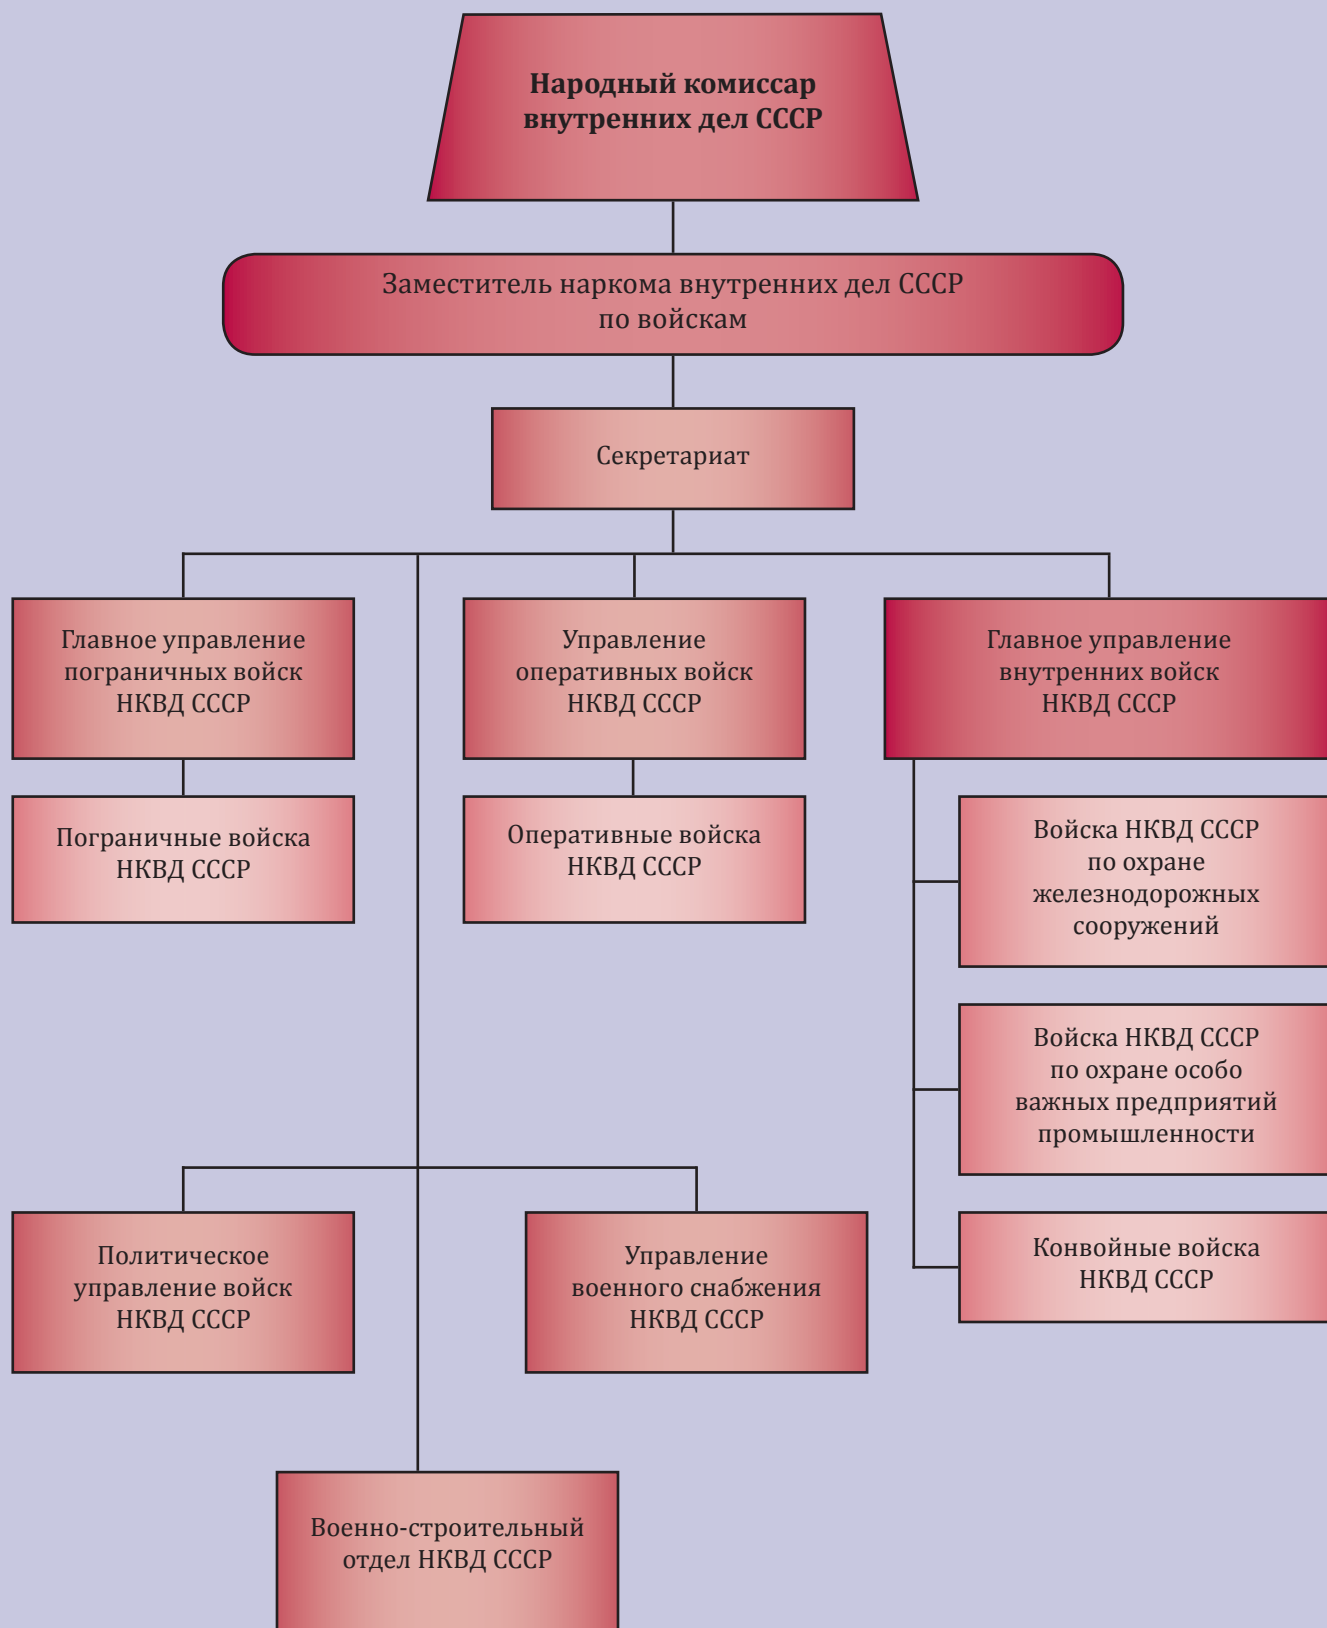 Народный комиссар
внутренних дел СССР
Заместитель наркома внутренних дел СССР
по войскам
Секретариат
Главное управление
пограничных войск
НКВД СССР
Управление
оперативных войск
НКВД СССР
Главное управление
внутренних войск
НКВД СССР
Пограничные войска
НКВД СССР
Оперативные войска
НКВД СССР
Войска НКВД СССР
по охране
железнодорожных
сооружений
Войска НКВД СССР
по охране особо
важных предприятий
промышленности
Конвойные войска
НКВД СССР
Политическое
управление войск
НКВД СССР
Управление
военного снабжения
НКВД СССР
Военно-строительный
отдел НКВД СССР